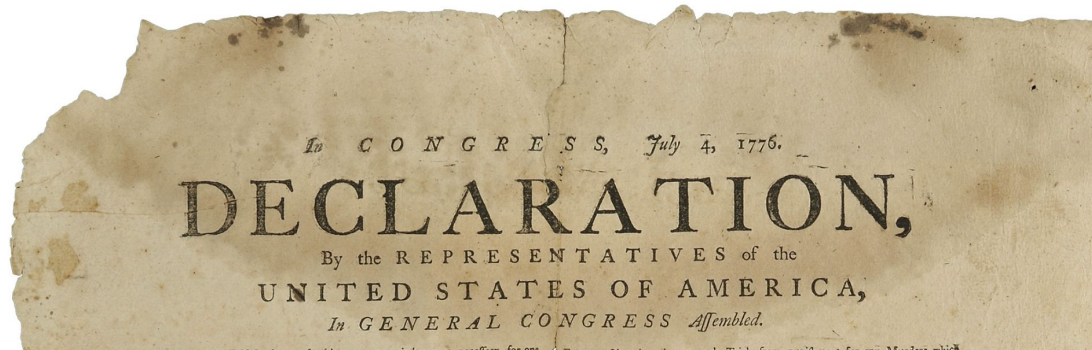 In CONGRESS, July 4, 1776.
DECLARATION,
By the REPRESENTATIVES of the
UNITED STATES OF AMERICA,
In GENERAL CONGRESS Aſſembled.